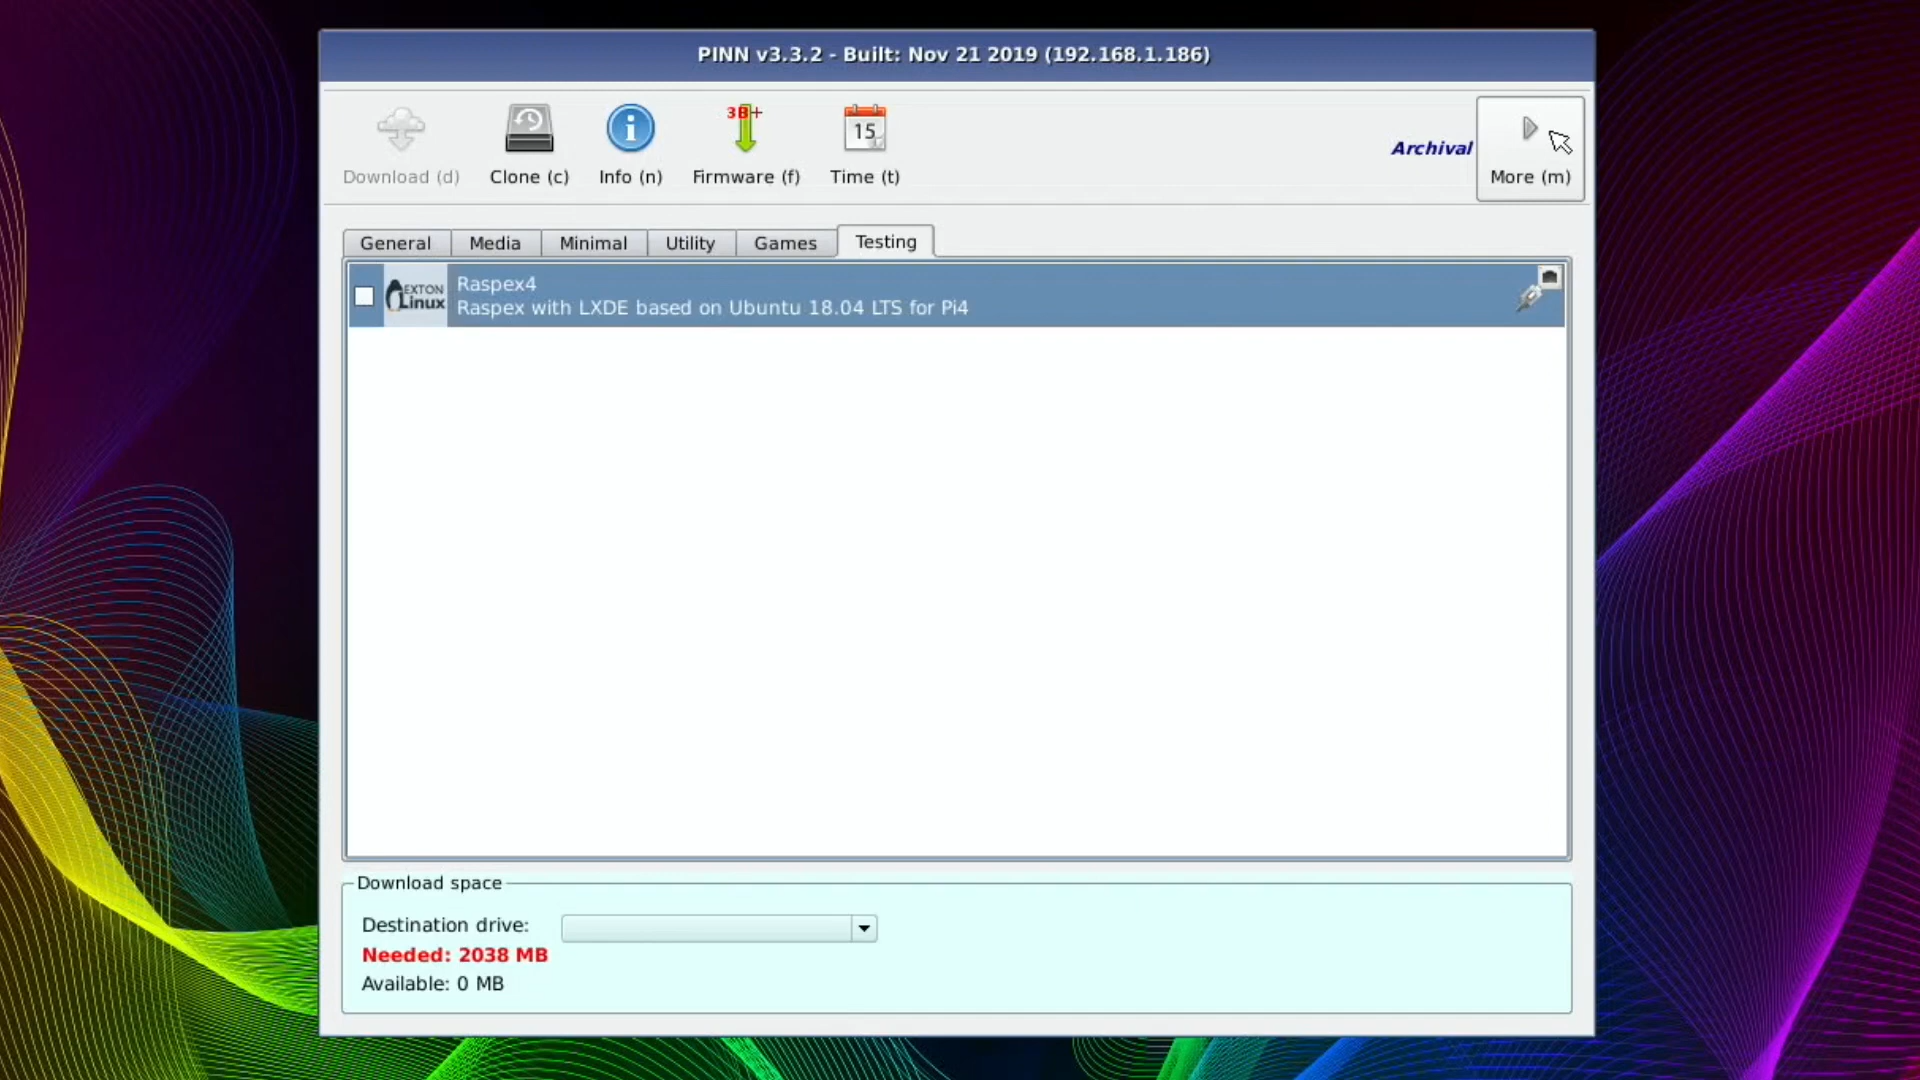 PINN v3.3.2 - Built: Nov 21 2019 (192.168.1.186)
3B+
15
Archival
Download (d)
Clone (c)
Info (n)
Firmware (f)
Time (t)
More (m)
General
Media
Minimal
Utility
Games
Testing
EXTON
Linux
Raspex4
Raspex with LXDE based on Ubuntu 18.04 LTS for Pi4
Download space
Destination drive:
Needed: 2038 MB
Available: 0 MB